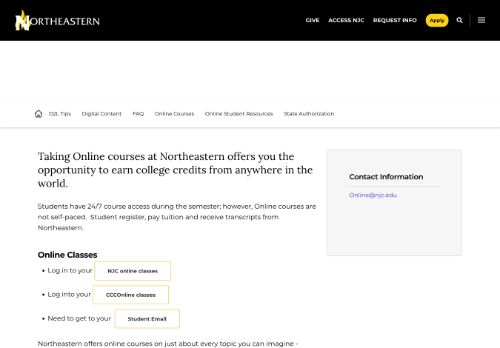 NORTHEASTERN
GIVE ACCESS NJC REQUEST INFO Apply
D2L Tips Digital Content FAQ Online Courses Online Student Resources State Authorization
Taking Online courses at Northeastern offers you the
opportunity to earn college credits from anywhere in the
world.
Students have 24/7 course access during the semester; however, Online courses are
not self-paced. Student register, pay tuition and receive transcripts from
Northeastern.
Online Classes
• Log in to your NJC online classes
• Log into your CCCOnline classes
• Need to get to your Student Email
Northeastern offers online courses on just about every topic you can imagine -
Contact Information
Online@njc.edu